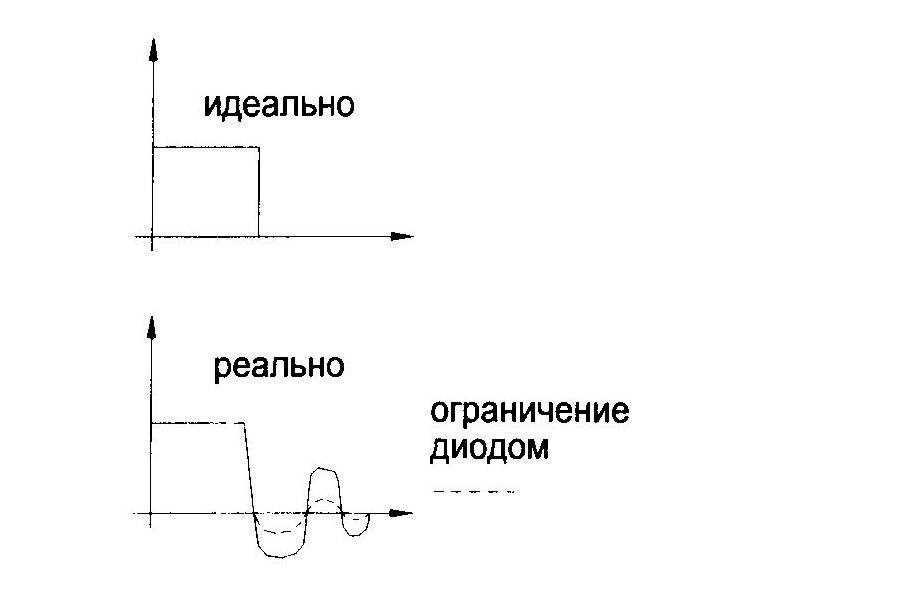 идеально
реально
ограничение
диодом